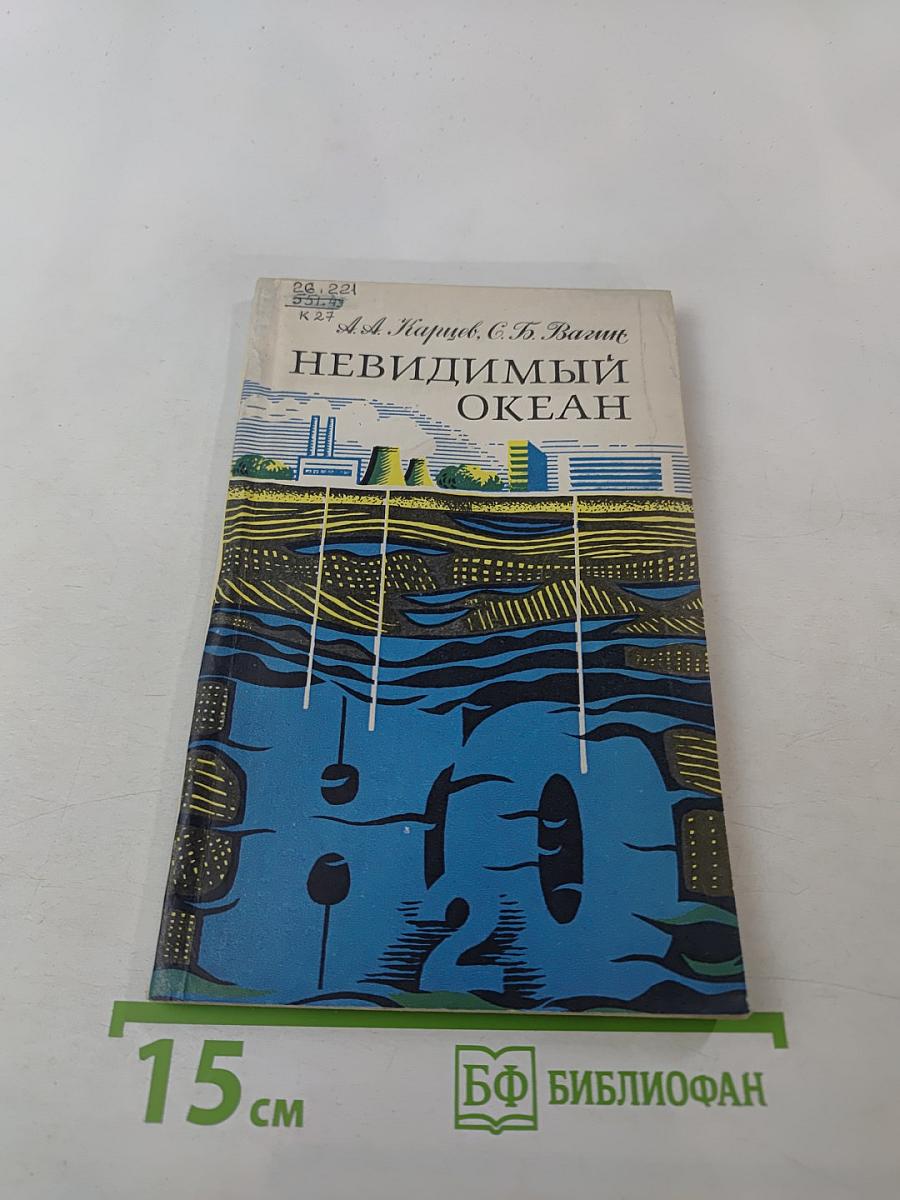 26.221
551.49
К 27
А.А. Карцев, С.Б. Вагин
НЕВИДИМЫЙ
ОКЕАН
H2O
15 см
БФ БИБЛИОФАН